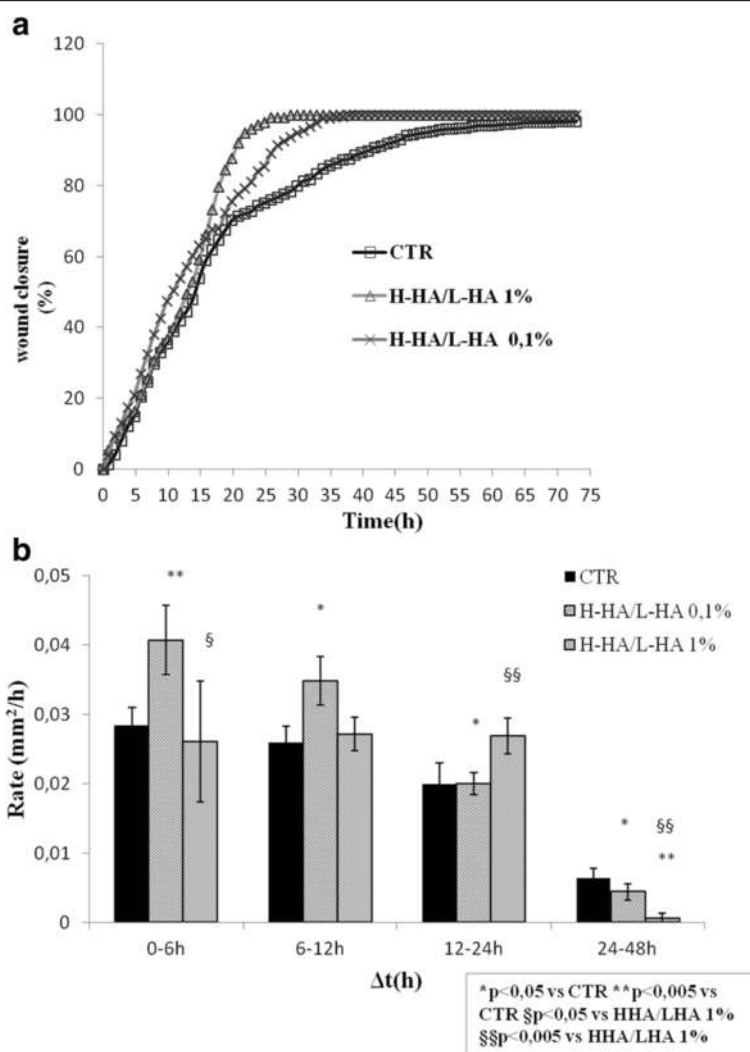 a
120
100
80
60
40
20
0
wound closure
(%)
CTR
H-HA/L-HA 1%
H-HA/L-HA 0,1%
0 5 10 15 20 25 30 35 40 45 50 55 60 65 70 75
Time(h)
b
0,05
0,04
0,03
0,02
0,01
0
Rate (mm²/h)
CTR
H-HA/L-HA 0,1%
H-HA/L-HA 1%
**
§
*
*
§§
*
§§
**
0-6h 6-12h 12-24h 24-48h
Δt(h)
*p<0,05 vs CTR **p<0,005 vs
CTR §p<0,05 vs HHA/LHA 1%
§§p<0,005 vs HHA/LHA 1%